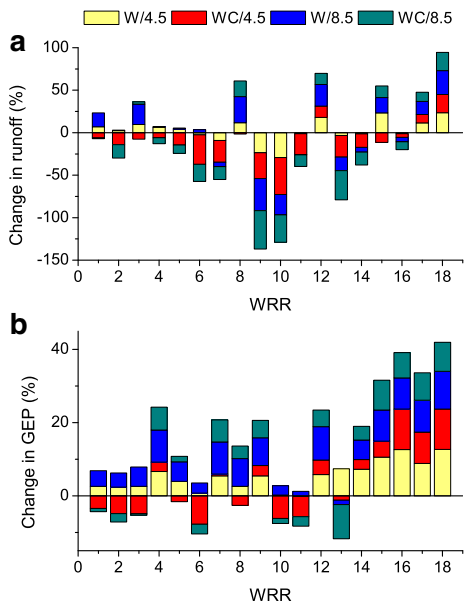 W/4.5 WC/4.5 W/8.5 WC/8.5
a
100
50
0
-50
-100
-150
Change in runoff (%)
0 2 4 6 8 10 12 14 16 18
WRR
b
40
20
0
Change in GEP (%)
0 2 4 6 8 10 12 14 16 18
WRR